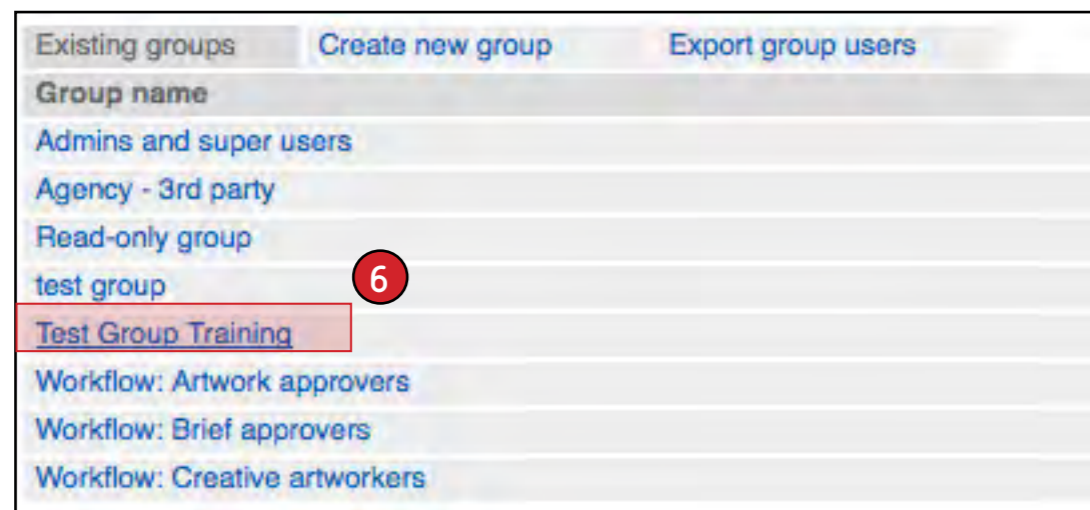 Existing groups Create new group Export group users
Group name
Admins and super users
Agency - 3rd party
Read-only group
test group
6
Test Group Training
Workflow: Artwork approvers
Workflow: Brief approvers
Workflow: Creative artworkers